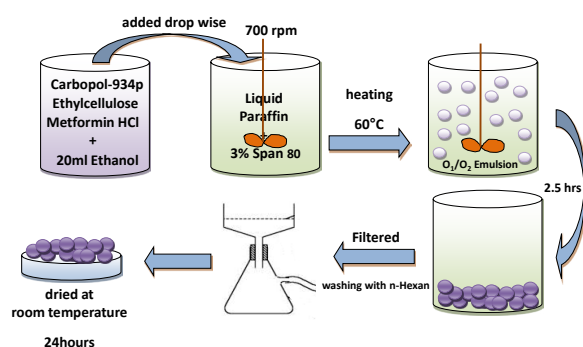 added drop wise
700 rpm
Carbopol-934p
Ethylcellulose
Metformin HCl
+
20ml Ethanol
Liquid
Paraffin
3% Span 80
heating
60°C
O₁/O₂ Emulsion
2.5 hrs
Filtered
washing with n-Hexan
dried at
room temperature
24hours